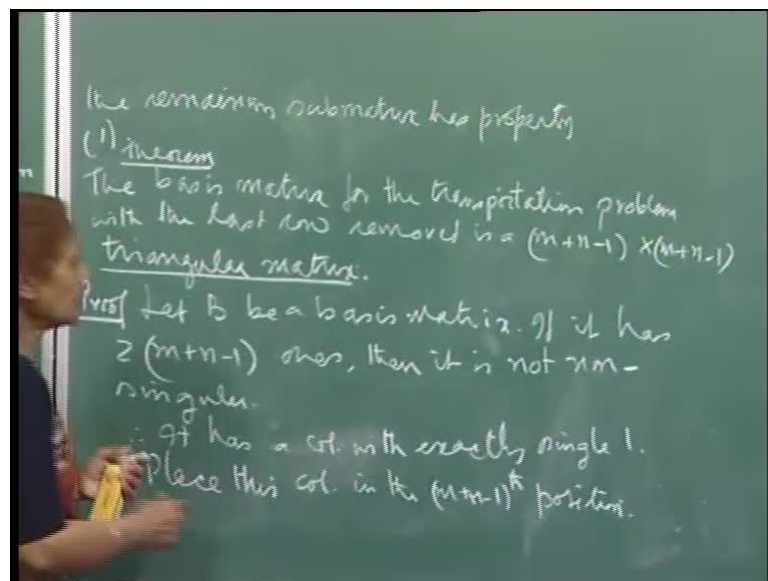 the remaining submatrix has property
(1) Theorem
The basis matrix for the transportation problem
with the last row removed is a (m+n-1) x(m+n-1)
triangular matrix.
Proof Let B be a basis matrix. If it has
2 (m+n-1) ones, then it is not non-
singular.
∴ It has a col. with exactly single 1.
Place this col. in the (m+n-1)th position.